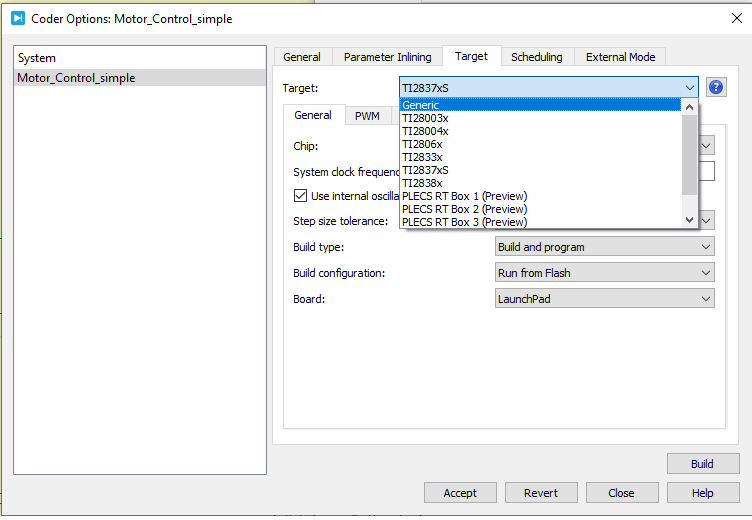 Coder Options: Motor_Control_simple
System
Motor_Control_simple
General
Parameter Inlining
Target
Scheduling
External Mode
Target:
TI2837xS
Generic
TI28003x
TI28004x
TI2806x
TI2833x
TI2837xS
TI2838x
PLECS RT Box 1 (Preview)
PLECS RT Box 2 (Preview)
PLECS RT Box 3 (Preview)
General
PWM
Chip:
System clock frequenc
Use internal oscilla
Step size tolerance:
Build type:
Build and program
Build configuration:
Run from Flash
Board:
LaunchPad
Build
Accept
Revert
Close
Help